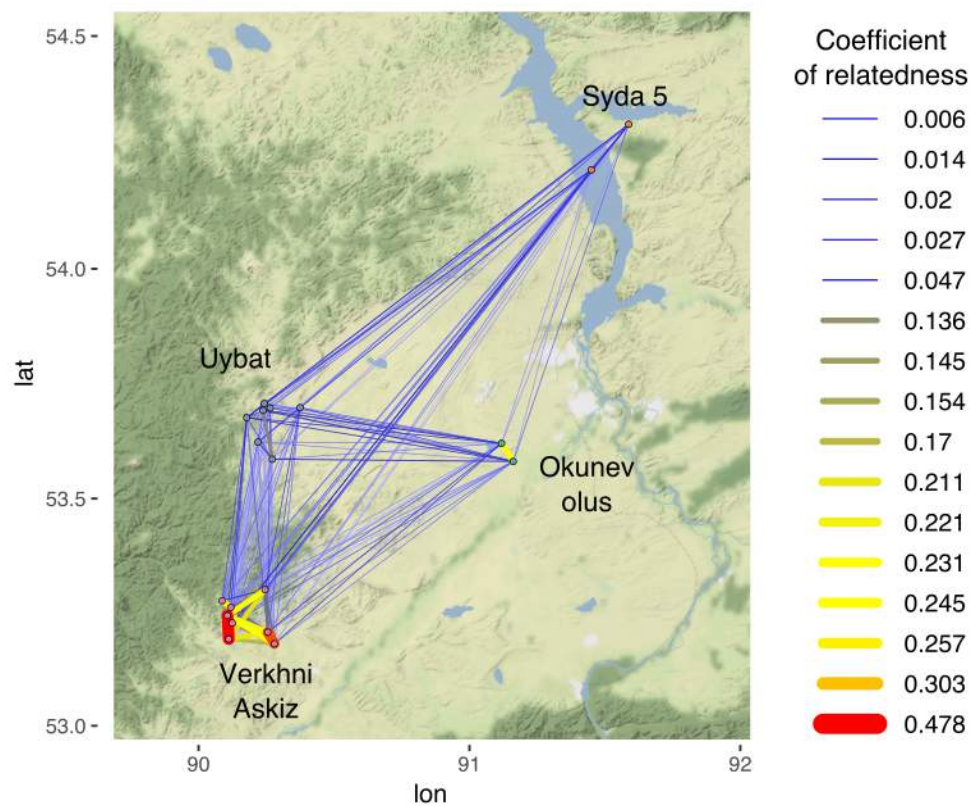 54.5
54.0
53.5
53.0
lat
90
91
92
lon
Syda 5
Uybat
Okunev
olus
Verkhni
Askiz
Coefficient
of relatedness
0.006
0.014
0.02
0.027
0.047
0.136
0.145
0.154
0.17
0.211
0.221
0.231
0.245
0.257
0.303
0.478